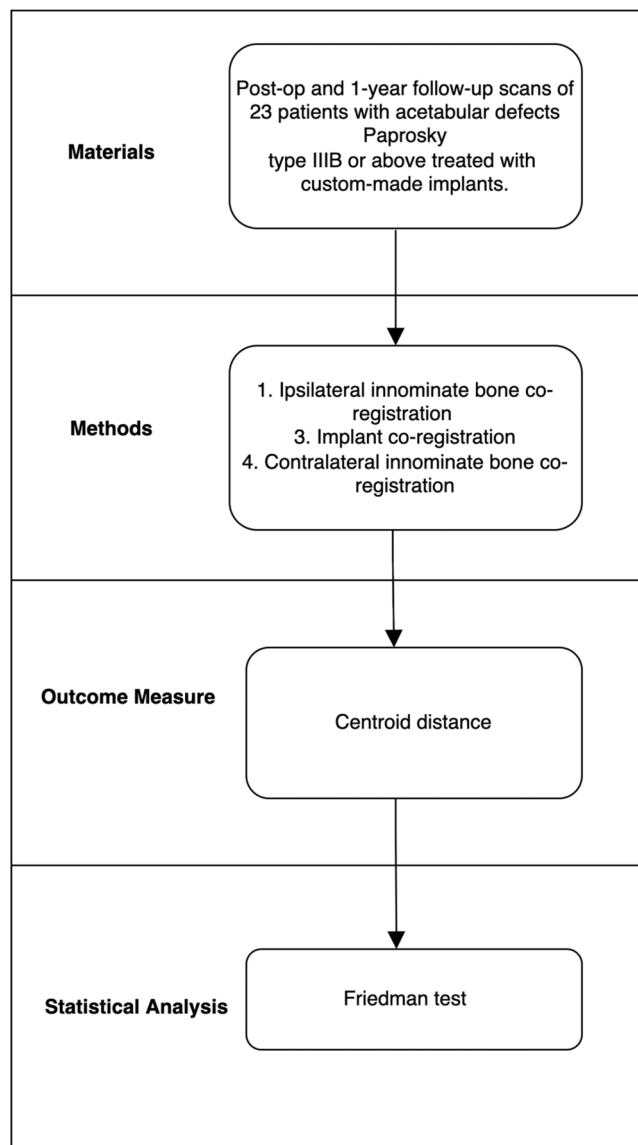 Materials
Post-op and 1-year follow-up scans of
23 patients with acetabular defects
Paprosky
type IIIB or above treated with
custom-made implants.
Methods
1. Ipsilateral innominate bone co-
registration
3. Implant co-registration
4. Contralateral innominate bone co-
registration
Outcome Measure
Centroid distance
Statistical Analysis
Friedman test